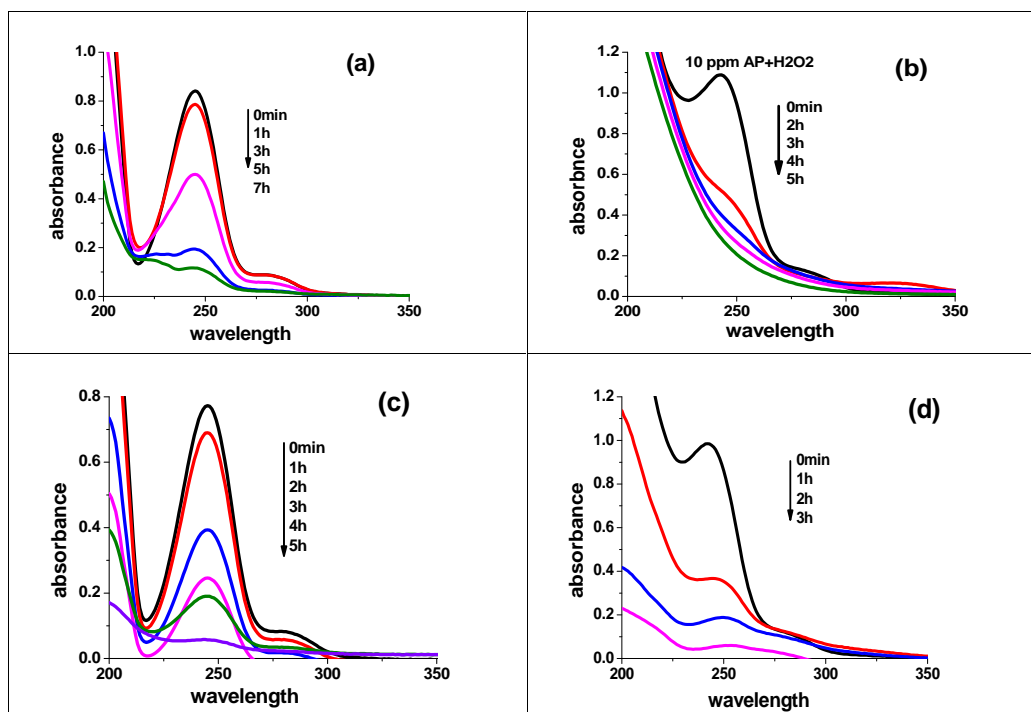 (a)
1.0
0.8
0.6
0.4
0.2
0.0
absorbance
0min
1h
3h
5h
7h
200 250 300 350
wavelength
(b)
10 ppm AP+H2O2
1.2
1.0
0.8
0.6
0.4
0.2
0.0
absorbnce
0min
2h
3h
4h
5h
200 250 300 350
wavelength
(c)
0.8
0.6
0.4
0.2
0.0
absorbance
0min
1h
2h
3h
4h
5h
200 250 300 350
wavelength
(d)
1.2
1.0
0.8
0.6
0.4
0.2
0.0
absorbance
0min
1h
2h
3h
200 250 300 350
wavelength